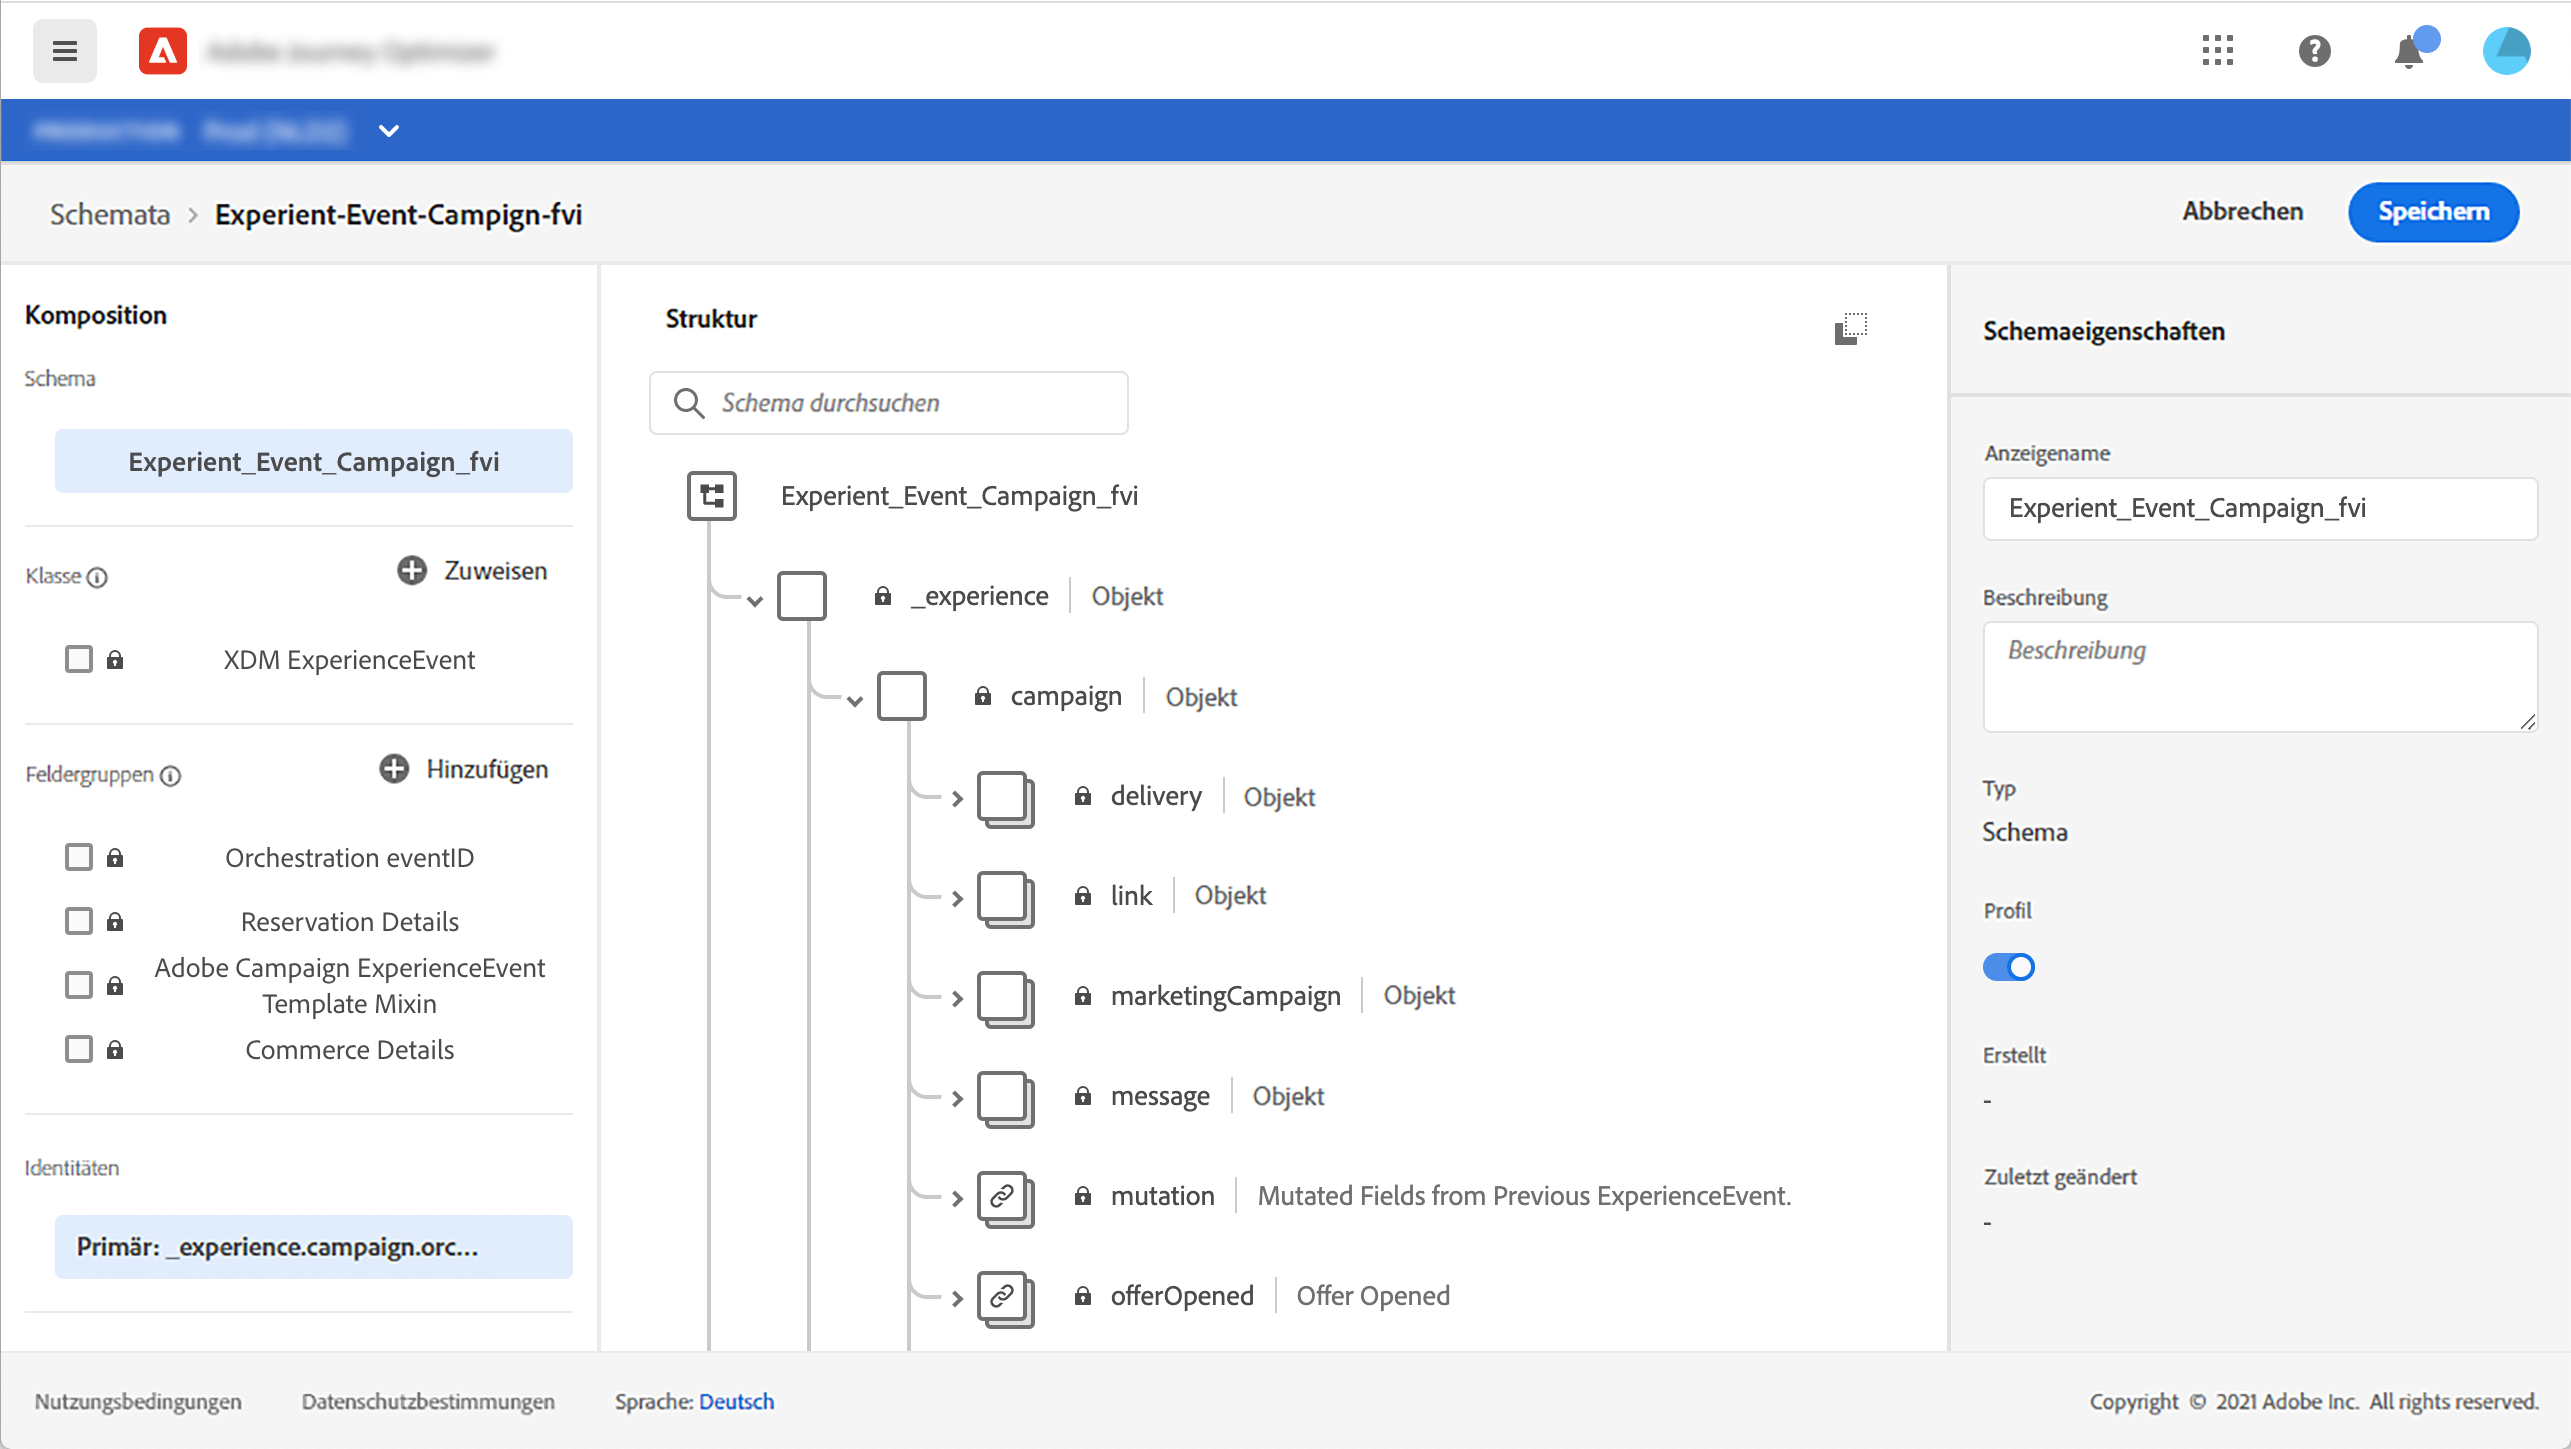 Schemata > Experient-Event-Campign-fvi
Abbrechen
Speichern
Komposition
Schema
Experient_Event_Campaign_fvi
Klasse
Zuweisen
XDM ExperienceEvent
Feldergruppen
Hinzufügen
Orchestration eventID
Reservation Details
Adobe Campaign ExperienceEvent
Template Mixin
Commerce Details
Identitäten
Primär: _experience.campaign.orc...
Struktur
Schema durchsuchen
Experient_Event_Campaign_fvi
_experience | Objekt
campaign | Objekt
delivery | Objekt
link | Objekt
marketingCampaign | Objekt
message | Objekt
mutation | Mutated Fields from Previous ExperienceEvent.
offerOpened | Offer Opened
Schemaeigenschaften
Anzeigename
Experient_Event_Campaign_fvi
Beschreibung
Beschreibung
Typ
Schema
Profil
Erstellt
-
Zuletzt geändert
-
Nutzungsbedingungen
Datenschutzbestimmungen
Sprache: Deutsch
Copyright © 2021 Adobe Inc. All rights reserved.